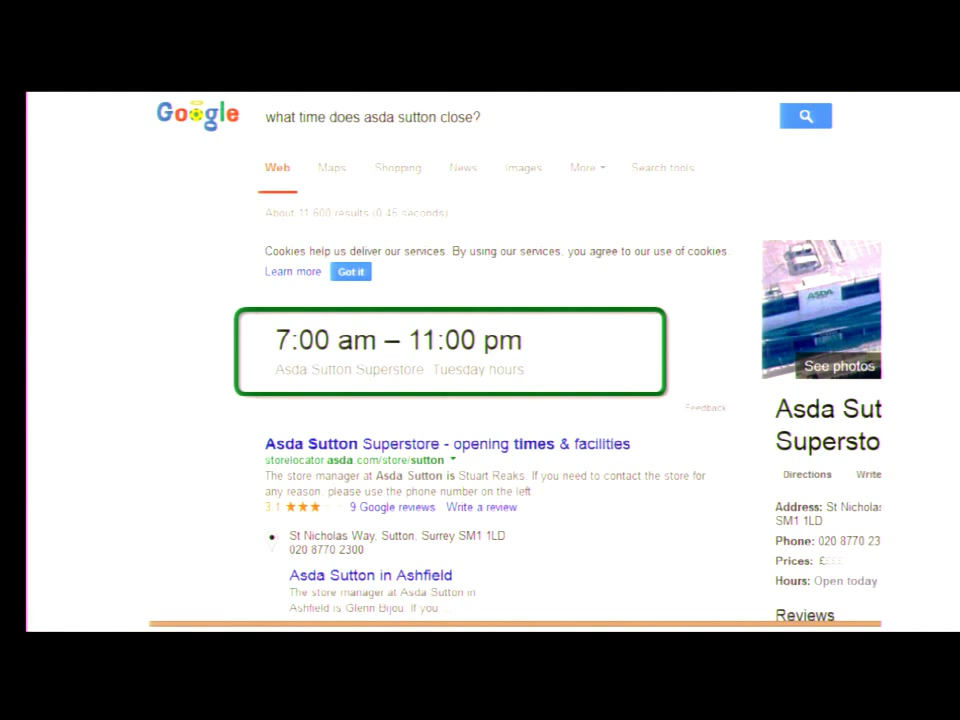 Google what time does asda sutton close?
Web Maps Shopping News Images More Search tools
About 11,600 results (0.45 seconds)
Cookies help us deliver our services. By using our services, you agree to our use of cookies.
Learn more Got it
7:00 am – 11:00 pm
Asda Sutton Superstore, Tuesday hours
Feedback
Asda Sutton Superstore - opening times & facilities
storelocator.asda.com/store/sutton
The store manager at Asda Sutton is Stuart Reaks. If you need to contact the store for
any reason, please use the phone number on the left
3.1 9 Google reviews Write a review
St Nicholas Way, Sutton, Surrey SM1 1LD
020 8770 2300
Asda Sutton in Ashfield
The store manager at Asda Sutton in
Ashfield is Glenn Bijou. If you ...
ASDA
See photos
Asda Sut
Supersto
Directions Write
Address: St Nicholas
SM1 1LD
Phone: 020 8770 23
Prices: ££££
Hours: Open today
Reviews